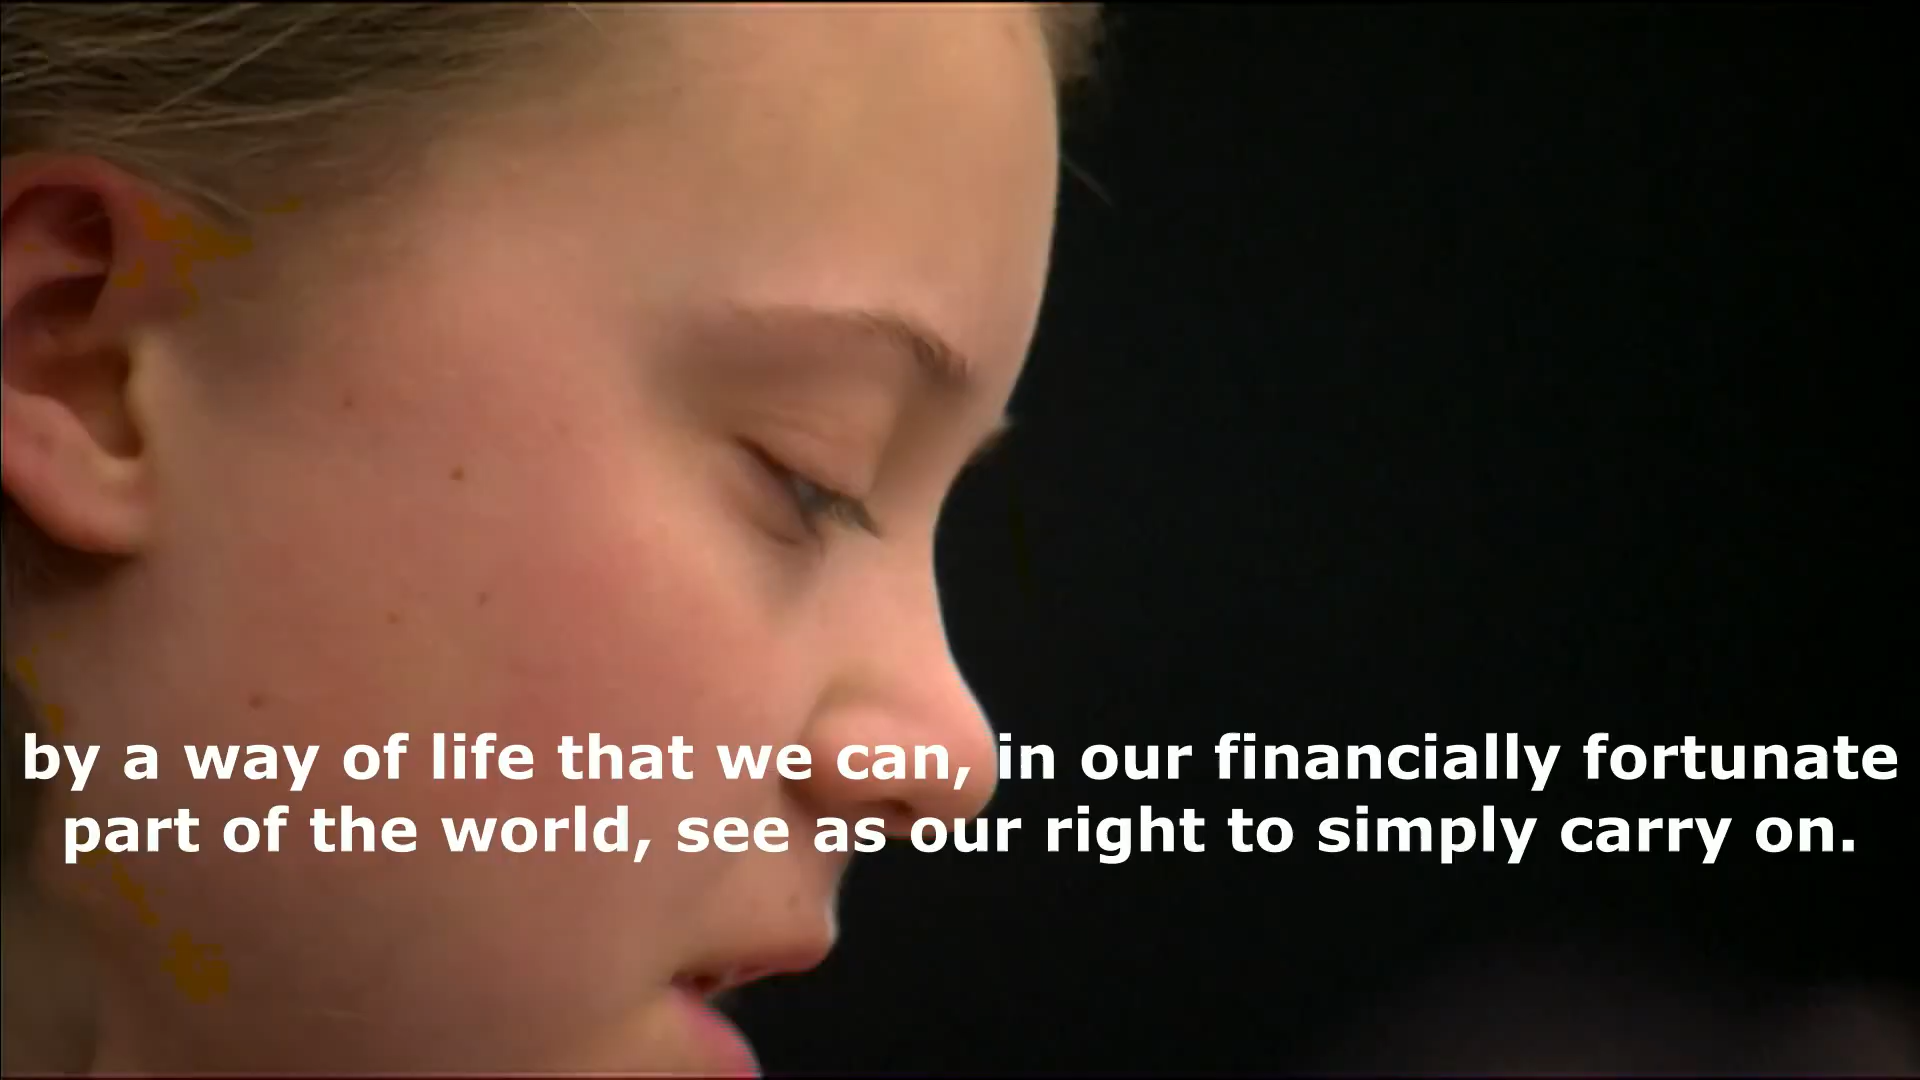 by a way of life that we can, in our financially fortunate
part of the world, see as our right to simply carry on.